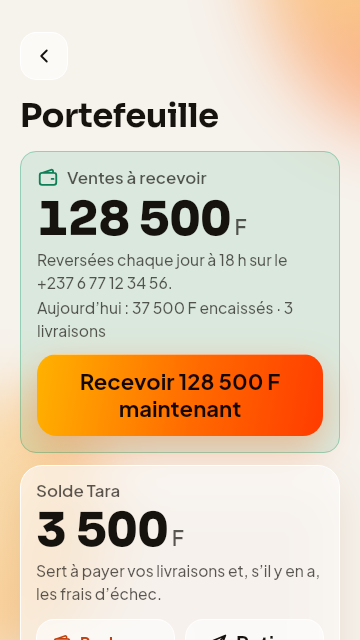 Portefeuille
Ventes à recevoir
128 500 F
Reversées chaque jour à 18 h sur le
+237 6 77 12 34 56.
Aujourd’hui : 37 500 F encaissés · 3
livraisons
Recevoir 128 500 F
maintenant
Solde Tara
3 500 F
Sert à payer vos livraisons et, s’il y en a,
les frais d’échec.